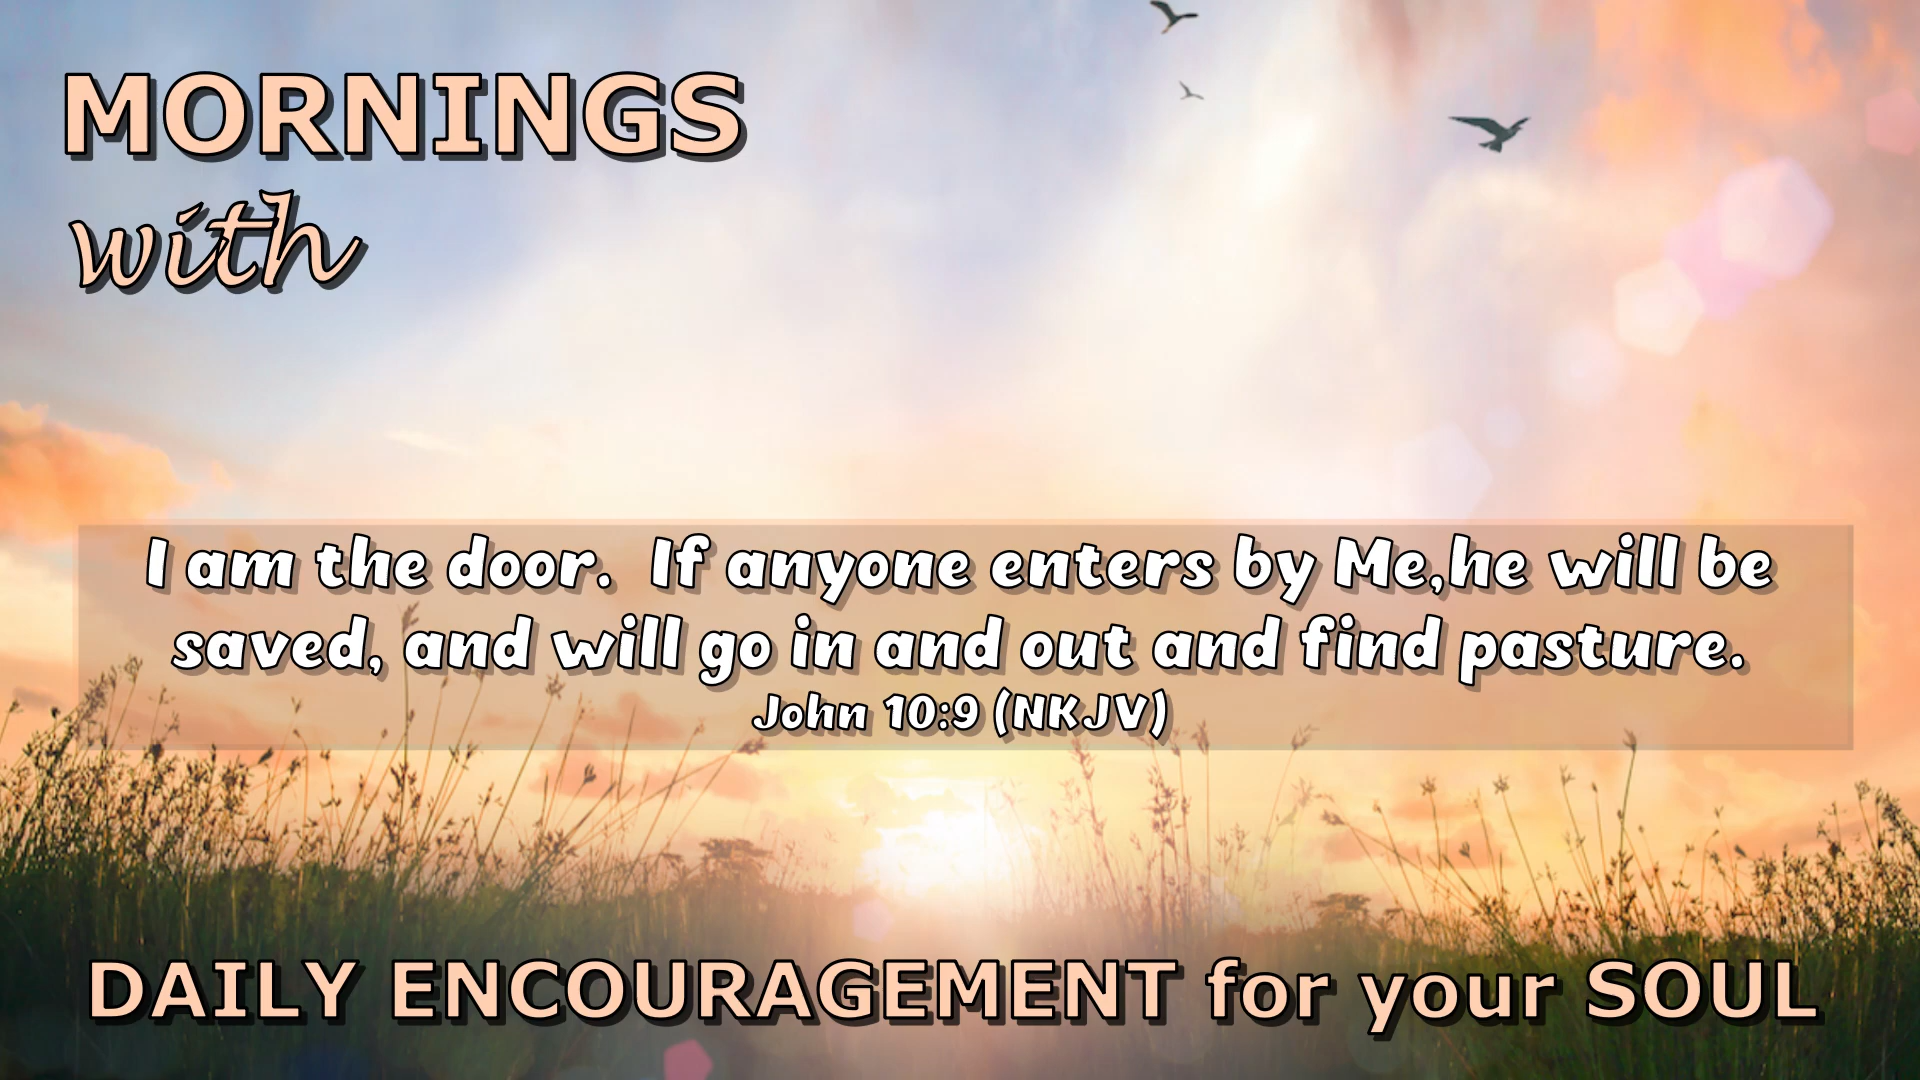 MORNINGS
with
I am the door.  If anyone enters by Me,he will be
saved, and will go in and out and find pasture.
John 10:9 (NKJV)
DAILY ENCOURAGEMENT for your SOUL